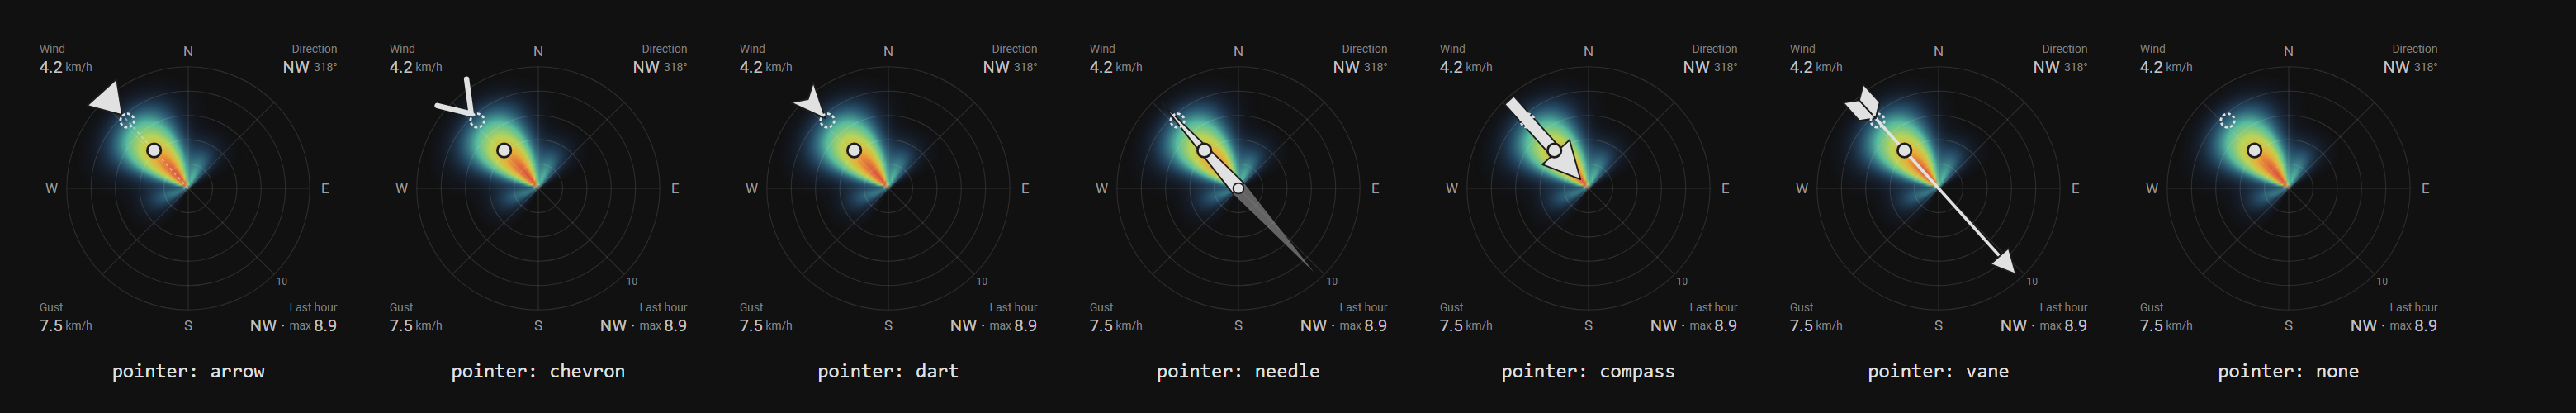 Wind
4.2 km/h
N
Direction
NW 318°
W
E
10
Gust
7.5 km/h
S
Last hour
NW · max 8.9
pointer: arrow
Wind
4.2 km/h
N
Direction
NW 318°
W
E
10
Gust
7.5 km/h
S
Last hour
NW · max 8.9
pointer: chevron
Wind
4.2 km/h
N
Direction
NW 318°
W
E
10
Gust
7.5 km/h
S
Last hour
NW · max 8.9
pointer: dart
Wind
4.2 km/h
N
Direction
NW 318°
W
E
10
Gust
7.5 km/h
S
Last hour
NW · max 8.9
pointer: needle
Wind
4.2 km/h
N
Direction
NW 318°
W
E
10
Gust
7.5 km/h
S
Last hour
NW · max 8.9
pointer: compass
Wind
4.2 km/h
N
Direction
NW 318°
W
E
10
Gust
7.5 km/h
S
Last hour
NW · max 8.9
pointer: vane
Wind
4.2 km/h
N
Direction
NW 318°
W
E
10
Gust
7.5 km/h
S
Last hour
NW · max 8.9
pointer: none